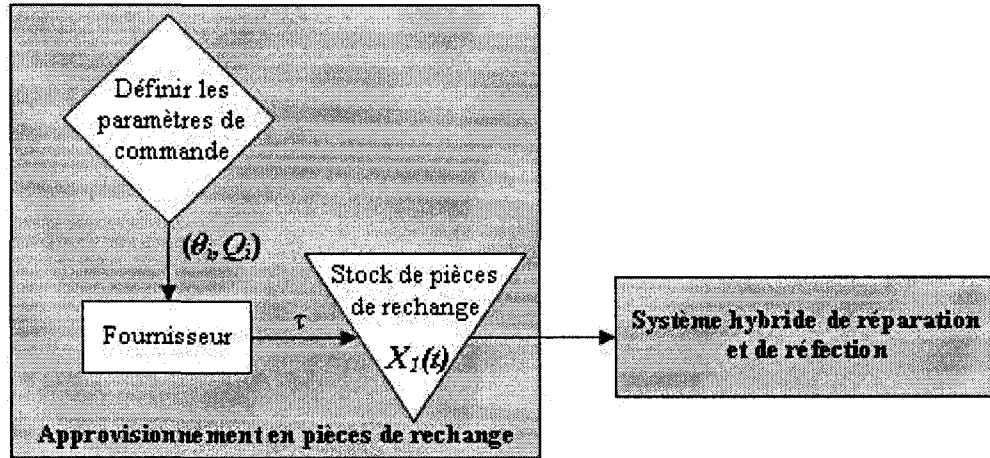 Définir les
paramètres de
commande
(θi, Qi)
Fournisseur
τ
Stock de pièces
de rechange
X1(t)
Système hybride de réparation
et de réfection
Approvisionnement en pièces de rechange